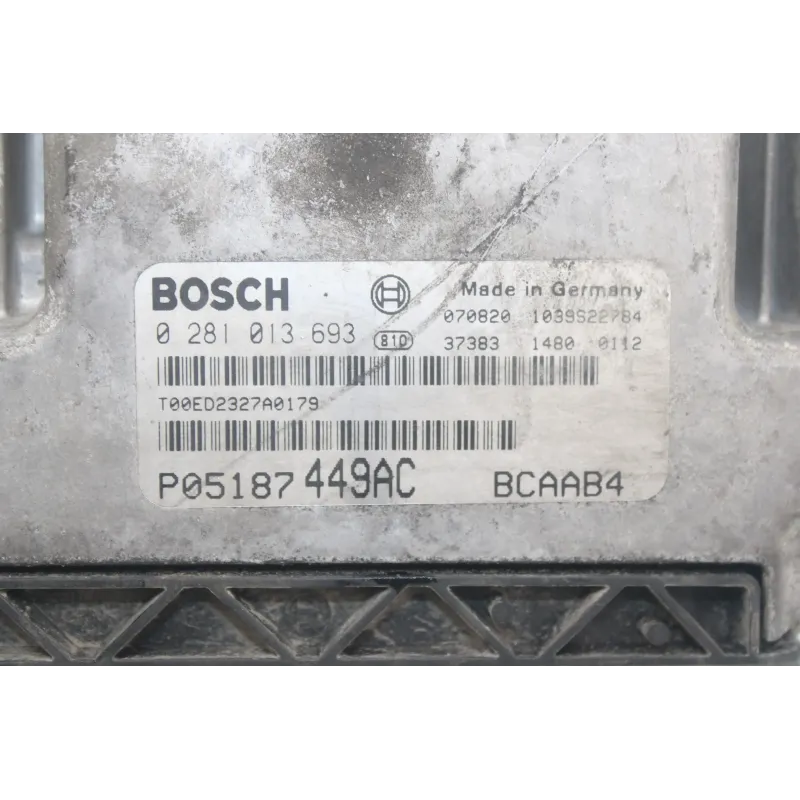 BOSCH Made in Germany
0 281 013 693 810 070820 1039S22784
37383 1480 0112
T00ED2327A0179
P05187449AC BCAAB4